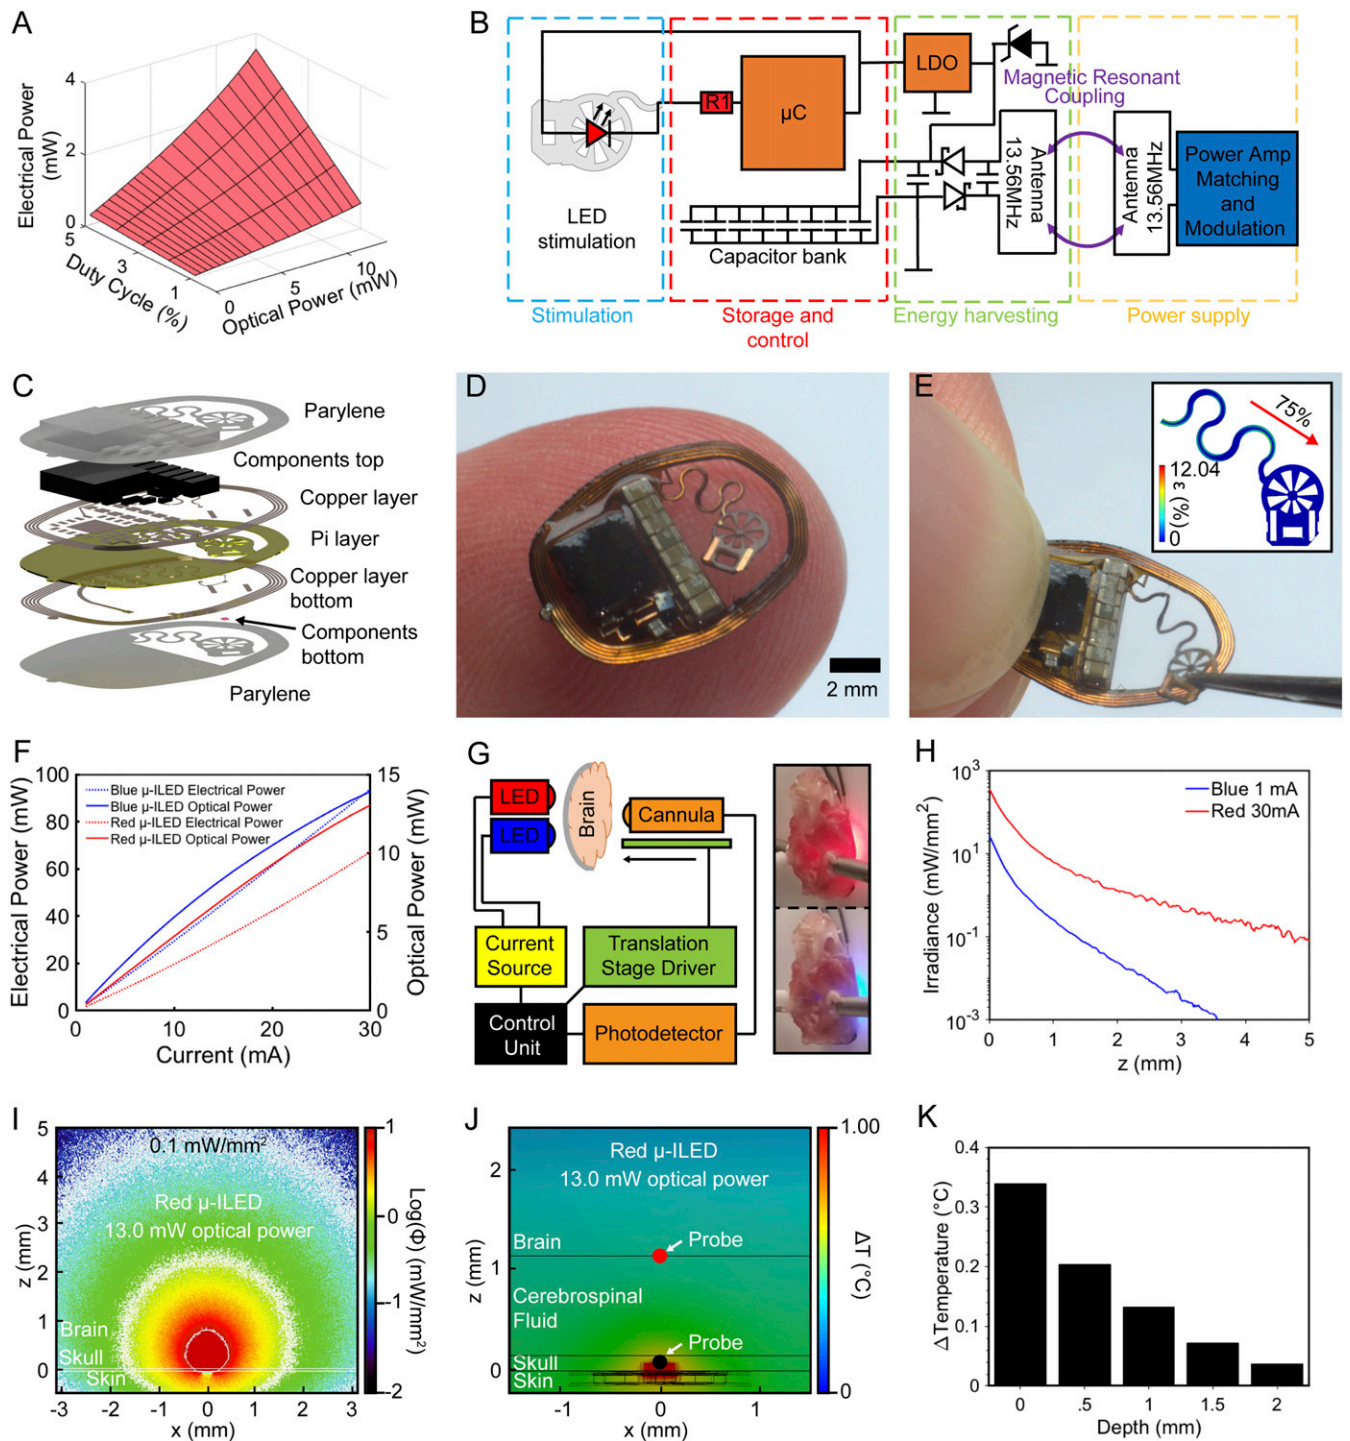 A
Electrical Power
(mW)
4
2
0
5
3
1
Duty Cycle (%)
0
5
10
Optical Power (mW)
B
LED
stimulation
R1
µC
Capacitor bank
LDO
Magnetic Resonant
Coupling
Antenna
13.56MHz
Antenna
13.56MHz
Power Amp
Matching
and
Modulation
Stimulation
Storage and
control
Energy harvesting
Power supply
C
Parylene
Components top
Copper layer
Pi layer
Copper layer
bottom
Components
bottom
Parylene
D
2 mm
E
75%
12.04
ε (%)
0
F
Electrical Power (mW)
100
80
60
40
20
0
Blue µ-ILED Electrical Power
Blue µ-ILED Optical Power
Red µ-ILED Electrical Power
Red µ-ILED Optical Power
15
10
5
0
Optical Power (mW)
0
10
20
30
Current (mA)
G
LED
LED
Brain
Cannula
Current
Source
Translation
Stage Driver
Control
Unit
Photodetector
H
Irradiance (mW/mm²)
10³
10¹
10⁻¹
10⁻³
Blue 1 mA
Red 30mA
0
1
2
3
4
5
z (mm)
I
z (mm)
5
4
3
2
1
0
0.1 mW/mm²
Red µ-ILED
13.0 mW optical power
Brain
Skull
Skin
-3
-2
-1
0
1
2
3
x (mm)
1
0
-1
-2
Log(Φ) (mW/mm²)
J
z (mm)
2
1
0
Red µ-ILED
13.0 mW optical power
Probe
Brain
Cerebrospinal
Fluid
Probe
Skull
Skin
-1
0
1
x (mm)
1.00
0
ΔT (°C)
K
ΔTemperature (°C)
0.4
0.3
0.2
0.1
0
0
.5
1
1.5
2
Depth (mm)